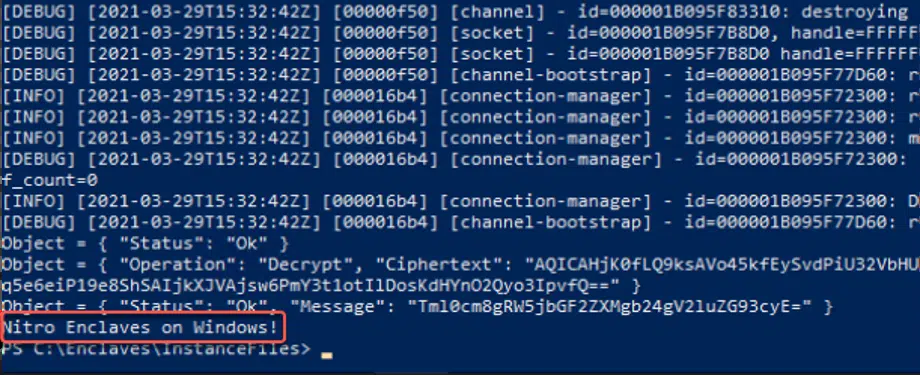 [DEBUG] [2021-03-29T15:32:42Z] [00000f50] [channel] - id=000001B095F83310: destroying
[DEBUG] [2021-03-29T15:32:42Z] [00000f50] [socket] - id=000001B095F7B8D0, handle=FFFFFF
[DEBUG] [2021-03-29T15:32:42Z] [00000f50] [socket] - id=000001B095F7B8D0 handle=FFFFFFF
[DEBUG] [2021-03-29T15:32:42Z] [00000f50] [channel-bootstrap] - id=000001B095F77D60: r
[INFO] [2021-03-29T15:32:42Z] [000016b4] [connection-manager] - id=000001B095F72300: r
[INFO] [2021-03-29T15:32:42Z] [000016b4] [connection-manager] - id=000001B095F72300: r
[INFO] [2021-03-29T15:32:42Z] [000016b4] [connection-manager] - id=000001B095F72300: m
[DEBUG] [2021-03-29T15:32:42Z] [000016b4] [connection-manager] - id=000001B095F72300:
f_count=0
[INFO] [2021-03-29T15:32:42Z] [000016b4] [connection-manager] - id=000001B095F72300: D
[DEBUG] [2021-03-29T15:32:42Z] [000016b4] [channel-bootstrap] - id=000001B095F77D60: r
Object = { "Status": "Ok" }
Object = { "Operation": "Decrypt", "Ciphertext": "AQICAHjK0fLQ9ksAVo45kfEySvdPiU32VbHU
q5e6eiP19e8ShSAIjkXJVAjsw6PmY3t1otIlDosKdHYnO2Qyo3IpvfQ==" }
Object = { "Status": "Ok", "Message": "Tml0cm8gRW5jbGF2ZXMgb24gV2luZG93cyE=" }
Nitro Enclaves on Windows!
PS C:\Enclaves\InstanceFiles>